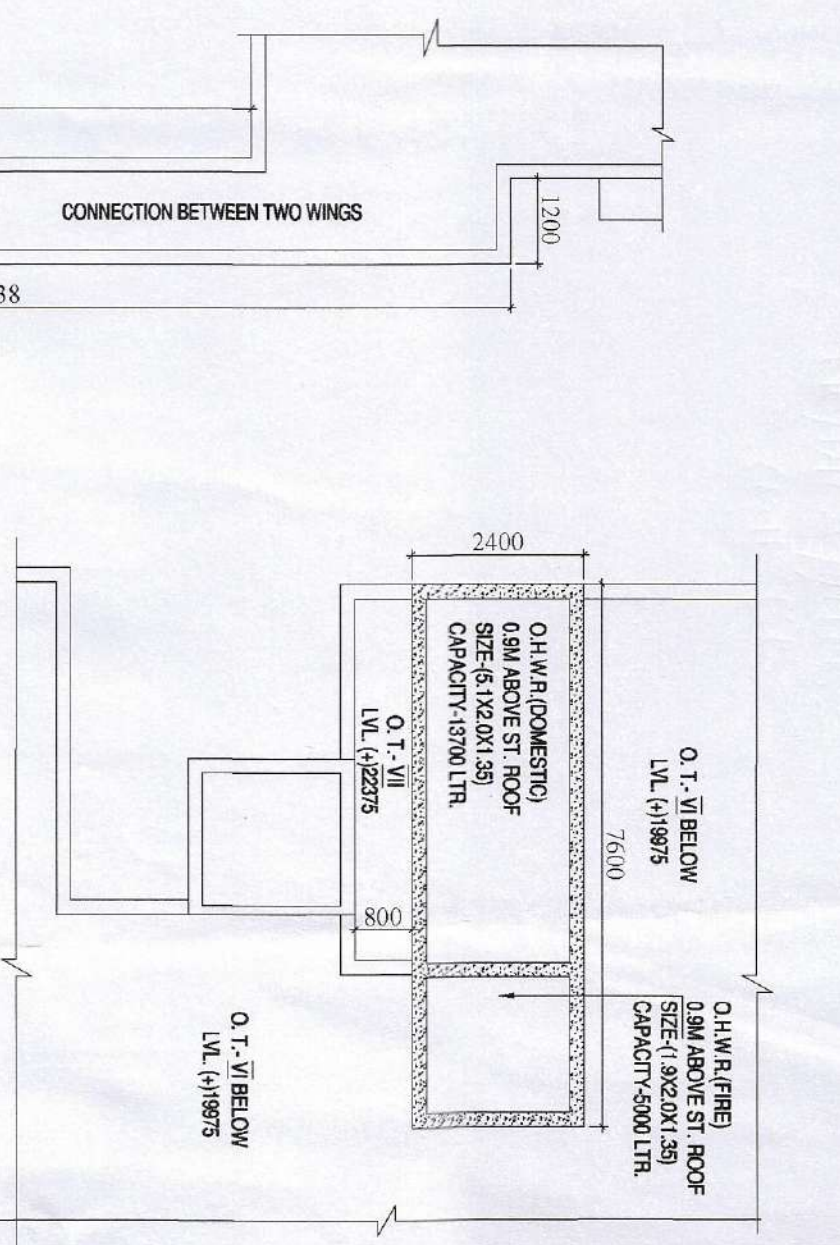 CONNECTION BETWEEN TWO WINGS
1200
38
2400
O.H.W.R.(DOMESTIC)
0.9M ABOVE ST. ROOF
SIZE-(5.1X2.0X1.35)
CAPACITY-13700 LTR.
O. T.- VII
LVL. (+)22375
O. T.- VI BELOW
LVL. (+)19975
7600
800
O.H.W.R.(FIRE)
0.9M ABOVE ST. ROOF
SIZE-(1.9X2.0X1.35)
CAPACITY-5000 LTR.
O. T.- VI BELOW
LVL. (+)19975